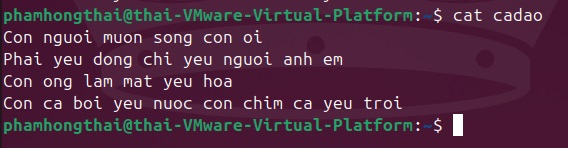 phamhongthai@thai-VMware-Virtual-Platform:~$ cat cadao
Con nguoi muon song con oi
Phai yeu dong chi yeu nguoi anh em
Con ong lam mat yeu hoa
Con ca boi yeu nuoc con chim ca yeu troi
phamhongthai@thai-VMware-Virtual-Platform:~$